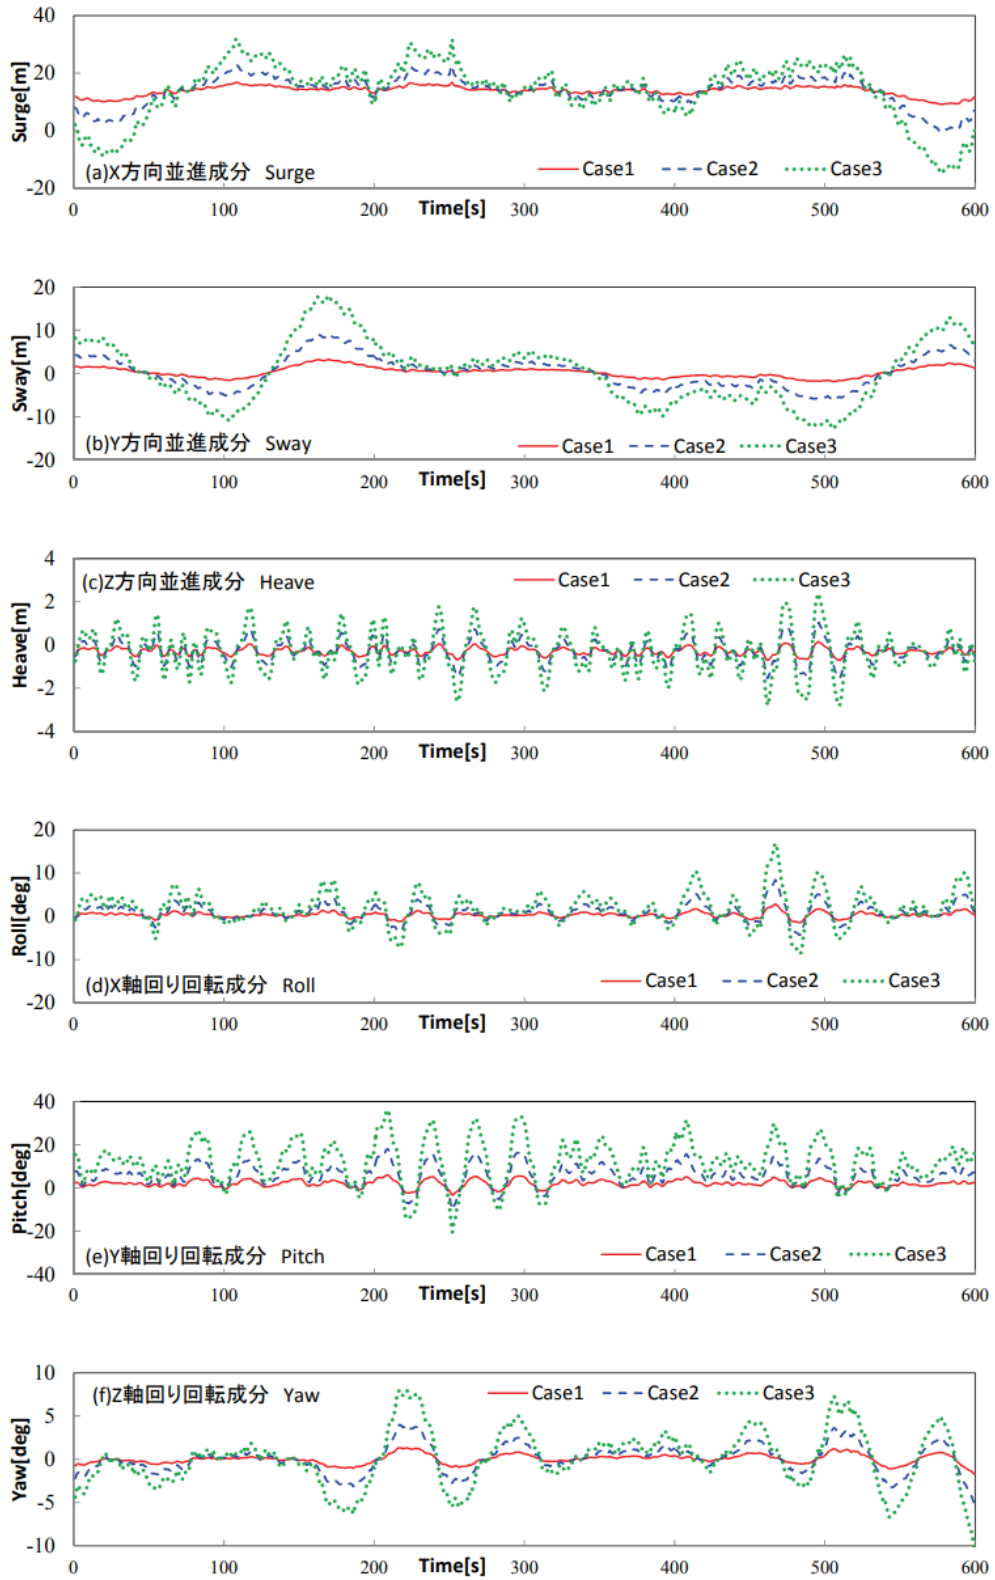 40
20
0
-20
Surge[m]
(a)X方向並進成分 Surge
Case1 Case2 Case3
0 100 200 300 400 500 600
Time[s]
20
10
0
-10
-20
Sway[m]
(b)Y方向並進成分 Sway
Case1 Case2 Case3
0 100 200 300 400 500 600
Time[s]
4
2
0
-2
-4
Heave[m]
(c)Z方向並進成分 Heave
Case1 Case2 Case3
0 100 200 300 400 500 600
Time[s]
20
10
0
-10
-20
Roll[deg]
(d)X軸回り回転成分 Roll
Case1 Case2 Case3
0 100 200 300 400 500 600
Time[s]
40
20
0
-20
-40
Pitch[deg]
(e)Y軸回り回転成分 Pitch
Case1 Case2 Case3
0 100 200 300 400 500 600
Time[s]
10
5
0
-5
-10
Yaw[deg]
(f)Z軸回り回転成分 Yaw
Case1 Case2 Case3
0 100 200 300 400 500 600
Time[s]